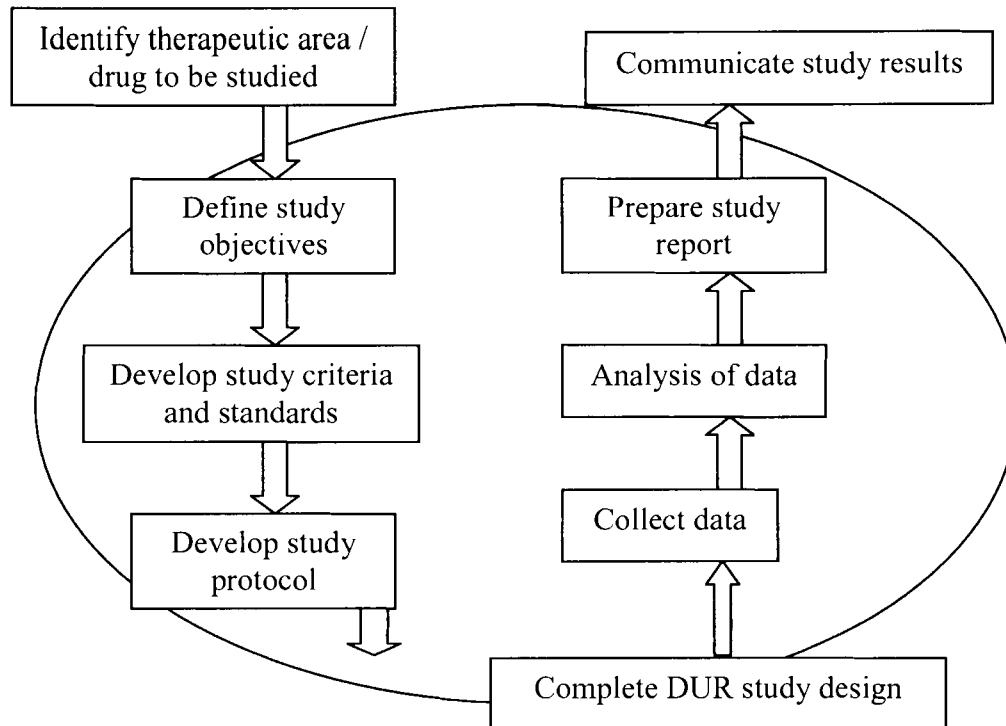 Identify therapeutic area /
drug to be studied
Define study
objectives
Develop study criteria
and standards
Develop study
protocol
Complete DUR study design
Collect data
Analysis of data
Prepare study
report
Communicate study results